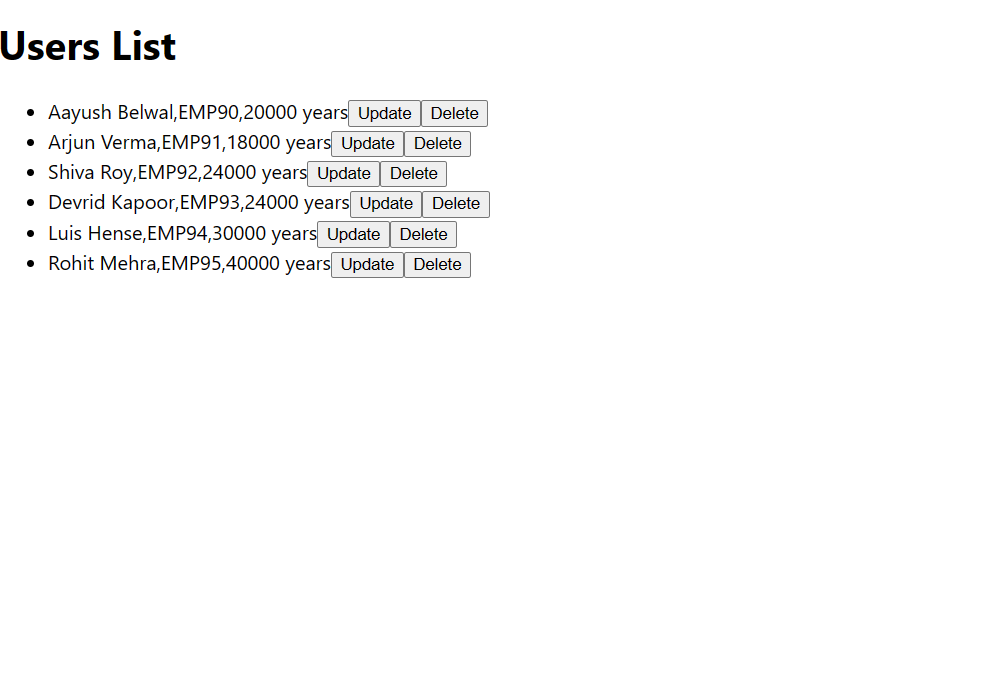 Users List
Aayush Belwal,EMP90,20000 years Update Delete
Arjun Verma,EMP91,18000 years Update Delete
Shiva Roy,EMP92,24000 years Update Delete
Devrid Kapoor,EMP93,24000 years Update Delete
Luis Hense,EMP94,30000 years Update Delete
Rohit Mehra,EMP95,40000 years Update Delete